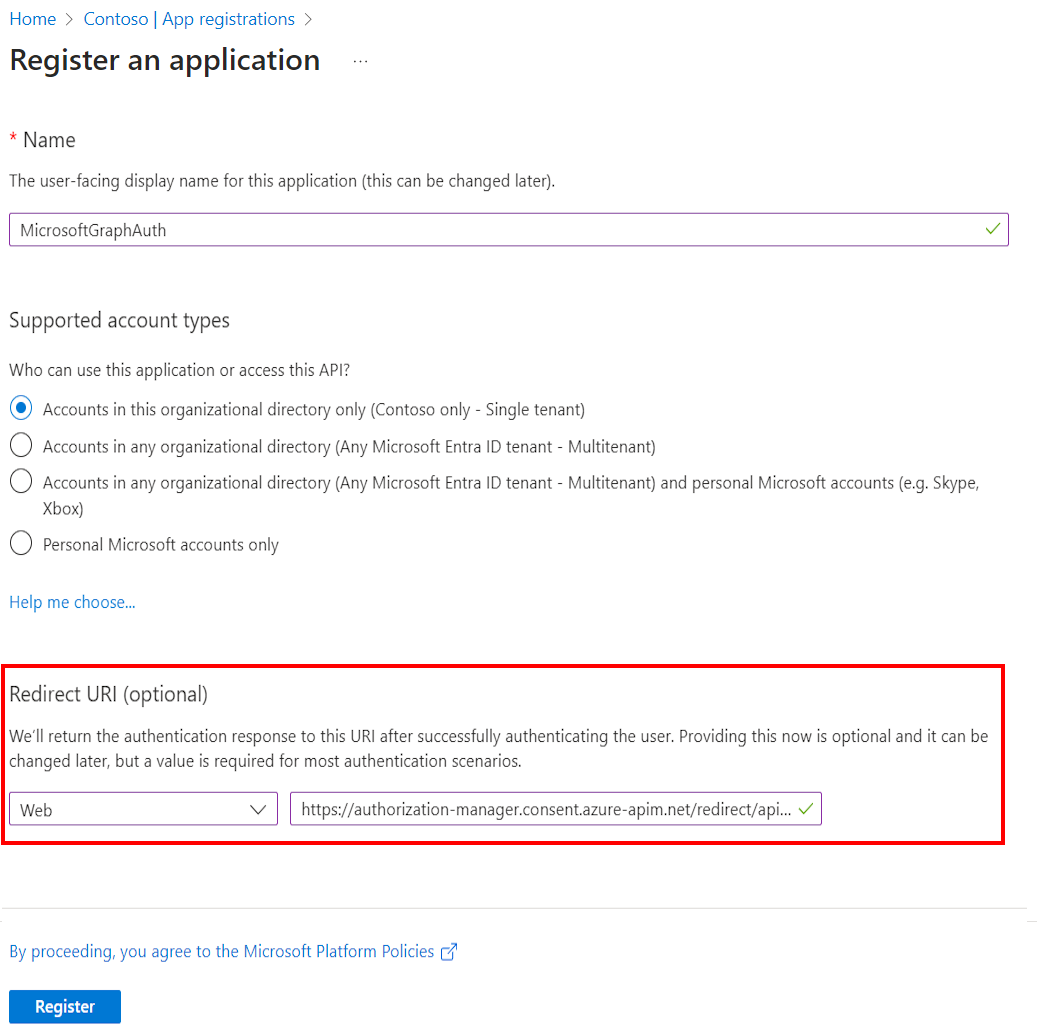 Home > Contoso | App registrations >
Register an application ...
* Name
The user-facing display name for this application (this can be changed later).
MicrosoftGraphAuth
Supported account types
Who can use this application or access this API?
Accounts in this organizational directory only (Contoso only - Single tenant)
Accounts in any organizational directory (Any Microsoft Entra ID tenant - Multitenant)
Accounts in any organizational directory (Any Microsoft Entra ID tenant - Multitenant) and personal Microsoft accounts (e.g. Skype,
Xbox)
Personal Microsoft accounts only
Help me choose...
Redirect URI (optional)
We'll return the authentication response to this URI after successfully authenticating the user. Providing this now is optional and it can be
changed later, but a value is required for most authentication scenarios.
Web https://authorization-manager.consent.azure-apim.net/redirect/api...
By proceeding, you agree to the Microsoft Platform Policies
Register